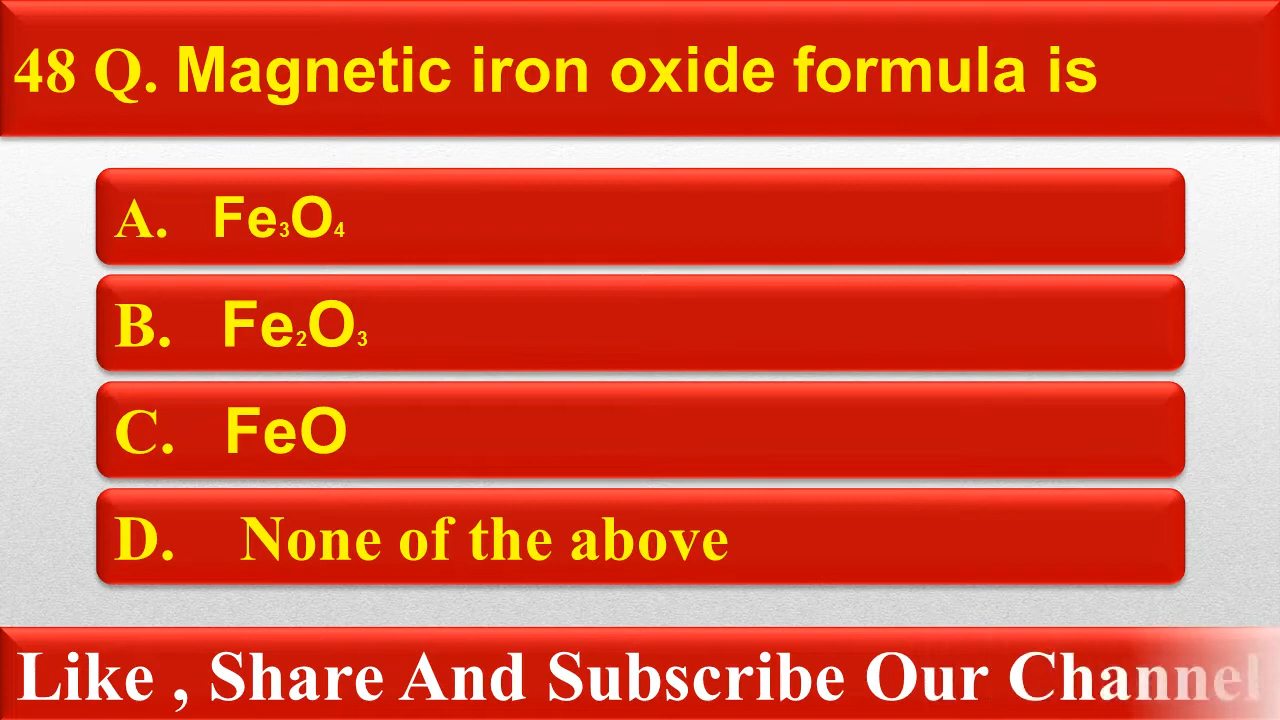 48 Q. Magnetic iron oxide formula is
A. Fe₃O₄
B. Fe₂O₃
C. FeO
D. None of the above
Like , Share And Subscribe Our Channel